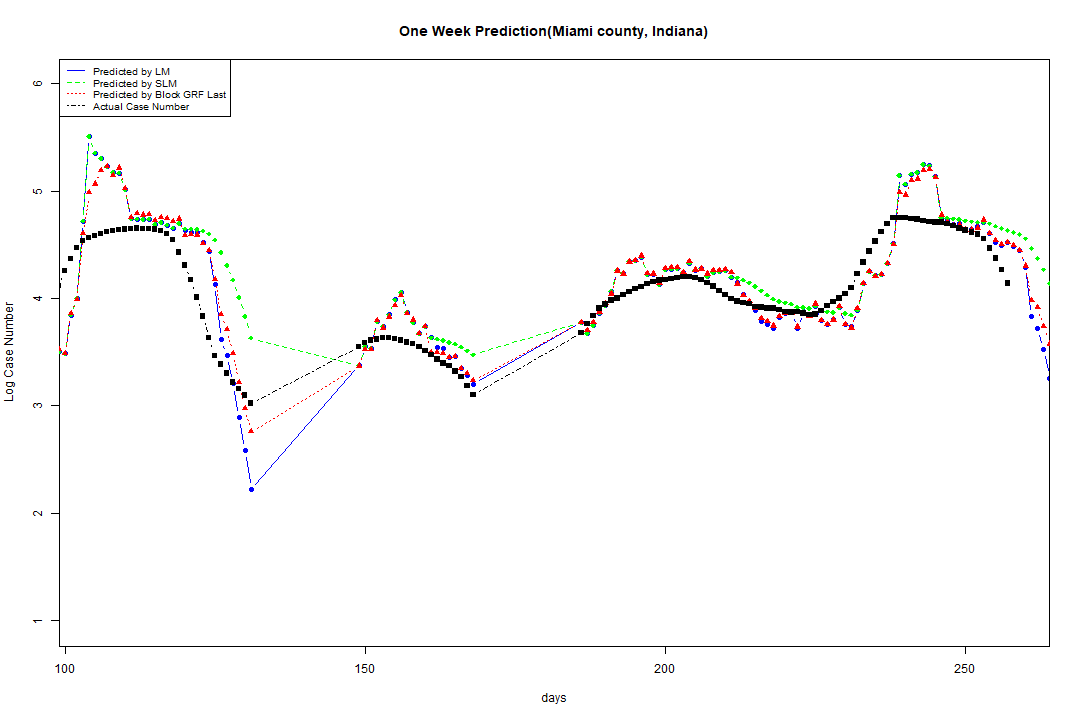 One Week Prediction(Miami county, Indiana)
Predicted by LM
Predicted by SLM
Predicted by Block GRF Last
Actual Case Number
6
5
4
3
2
1
Log Case Number
100 150 200 250
days